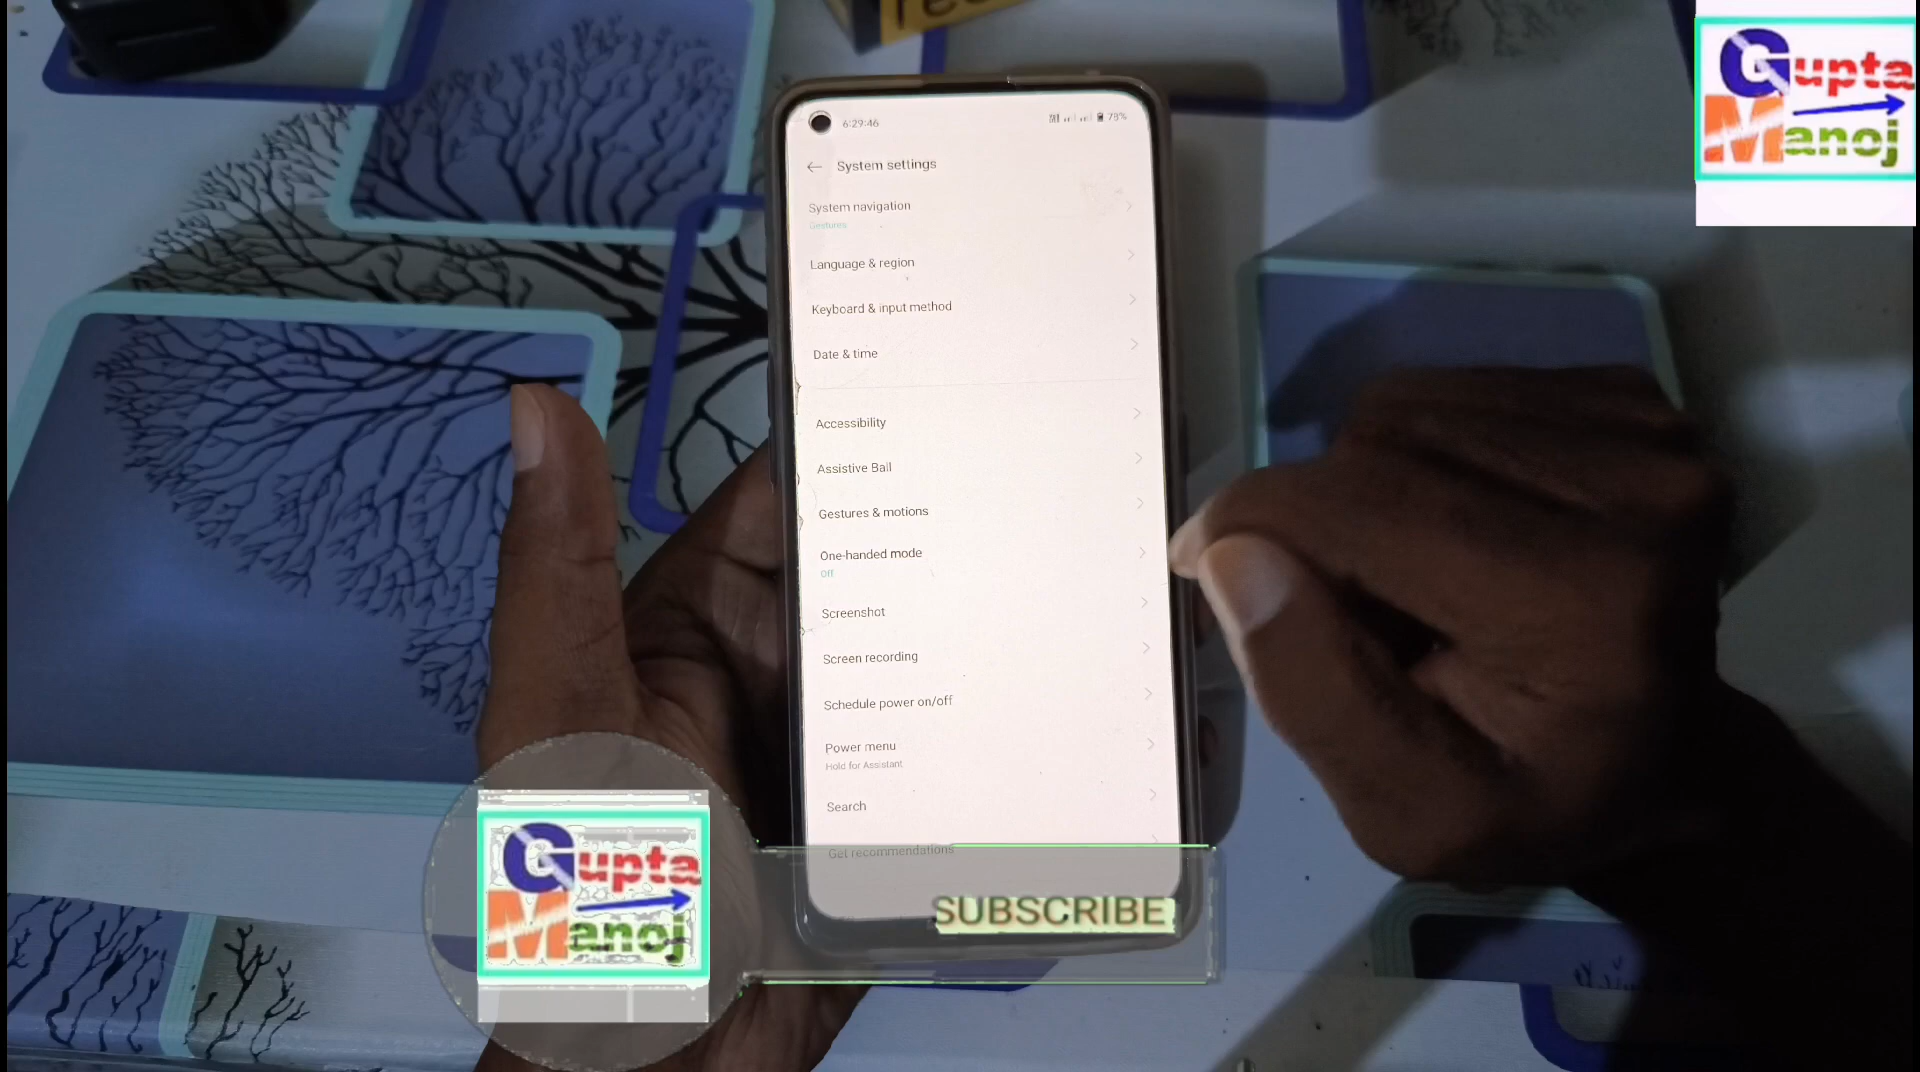 Gupta
Manoj
6:29:46
78%
System settings
System navigation
Gestures
Language & region
Keyboard & input method
Date & time
Accessibility
Assistive Ball
Gestures & motions
One-handed mode
Off
Screenshot
Screen recording
Schedule power on/off
Power menu
Hold for Assistant
Search
Get recommendations
Gupta
Manoj
SUBSCRIBE